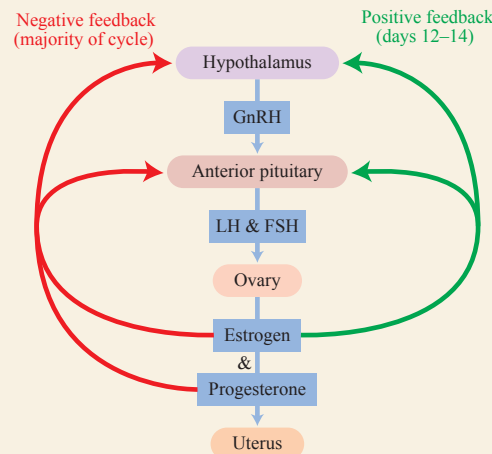 Negative feedback
(majority of cycle)
Positive feedback
(days 12–14)
Hypothalamus
GnRH
Anterior pituitary
LH & FSH
Ovary
Estrogen
&
Progesterone
Uterus